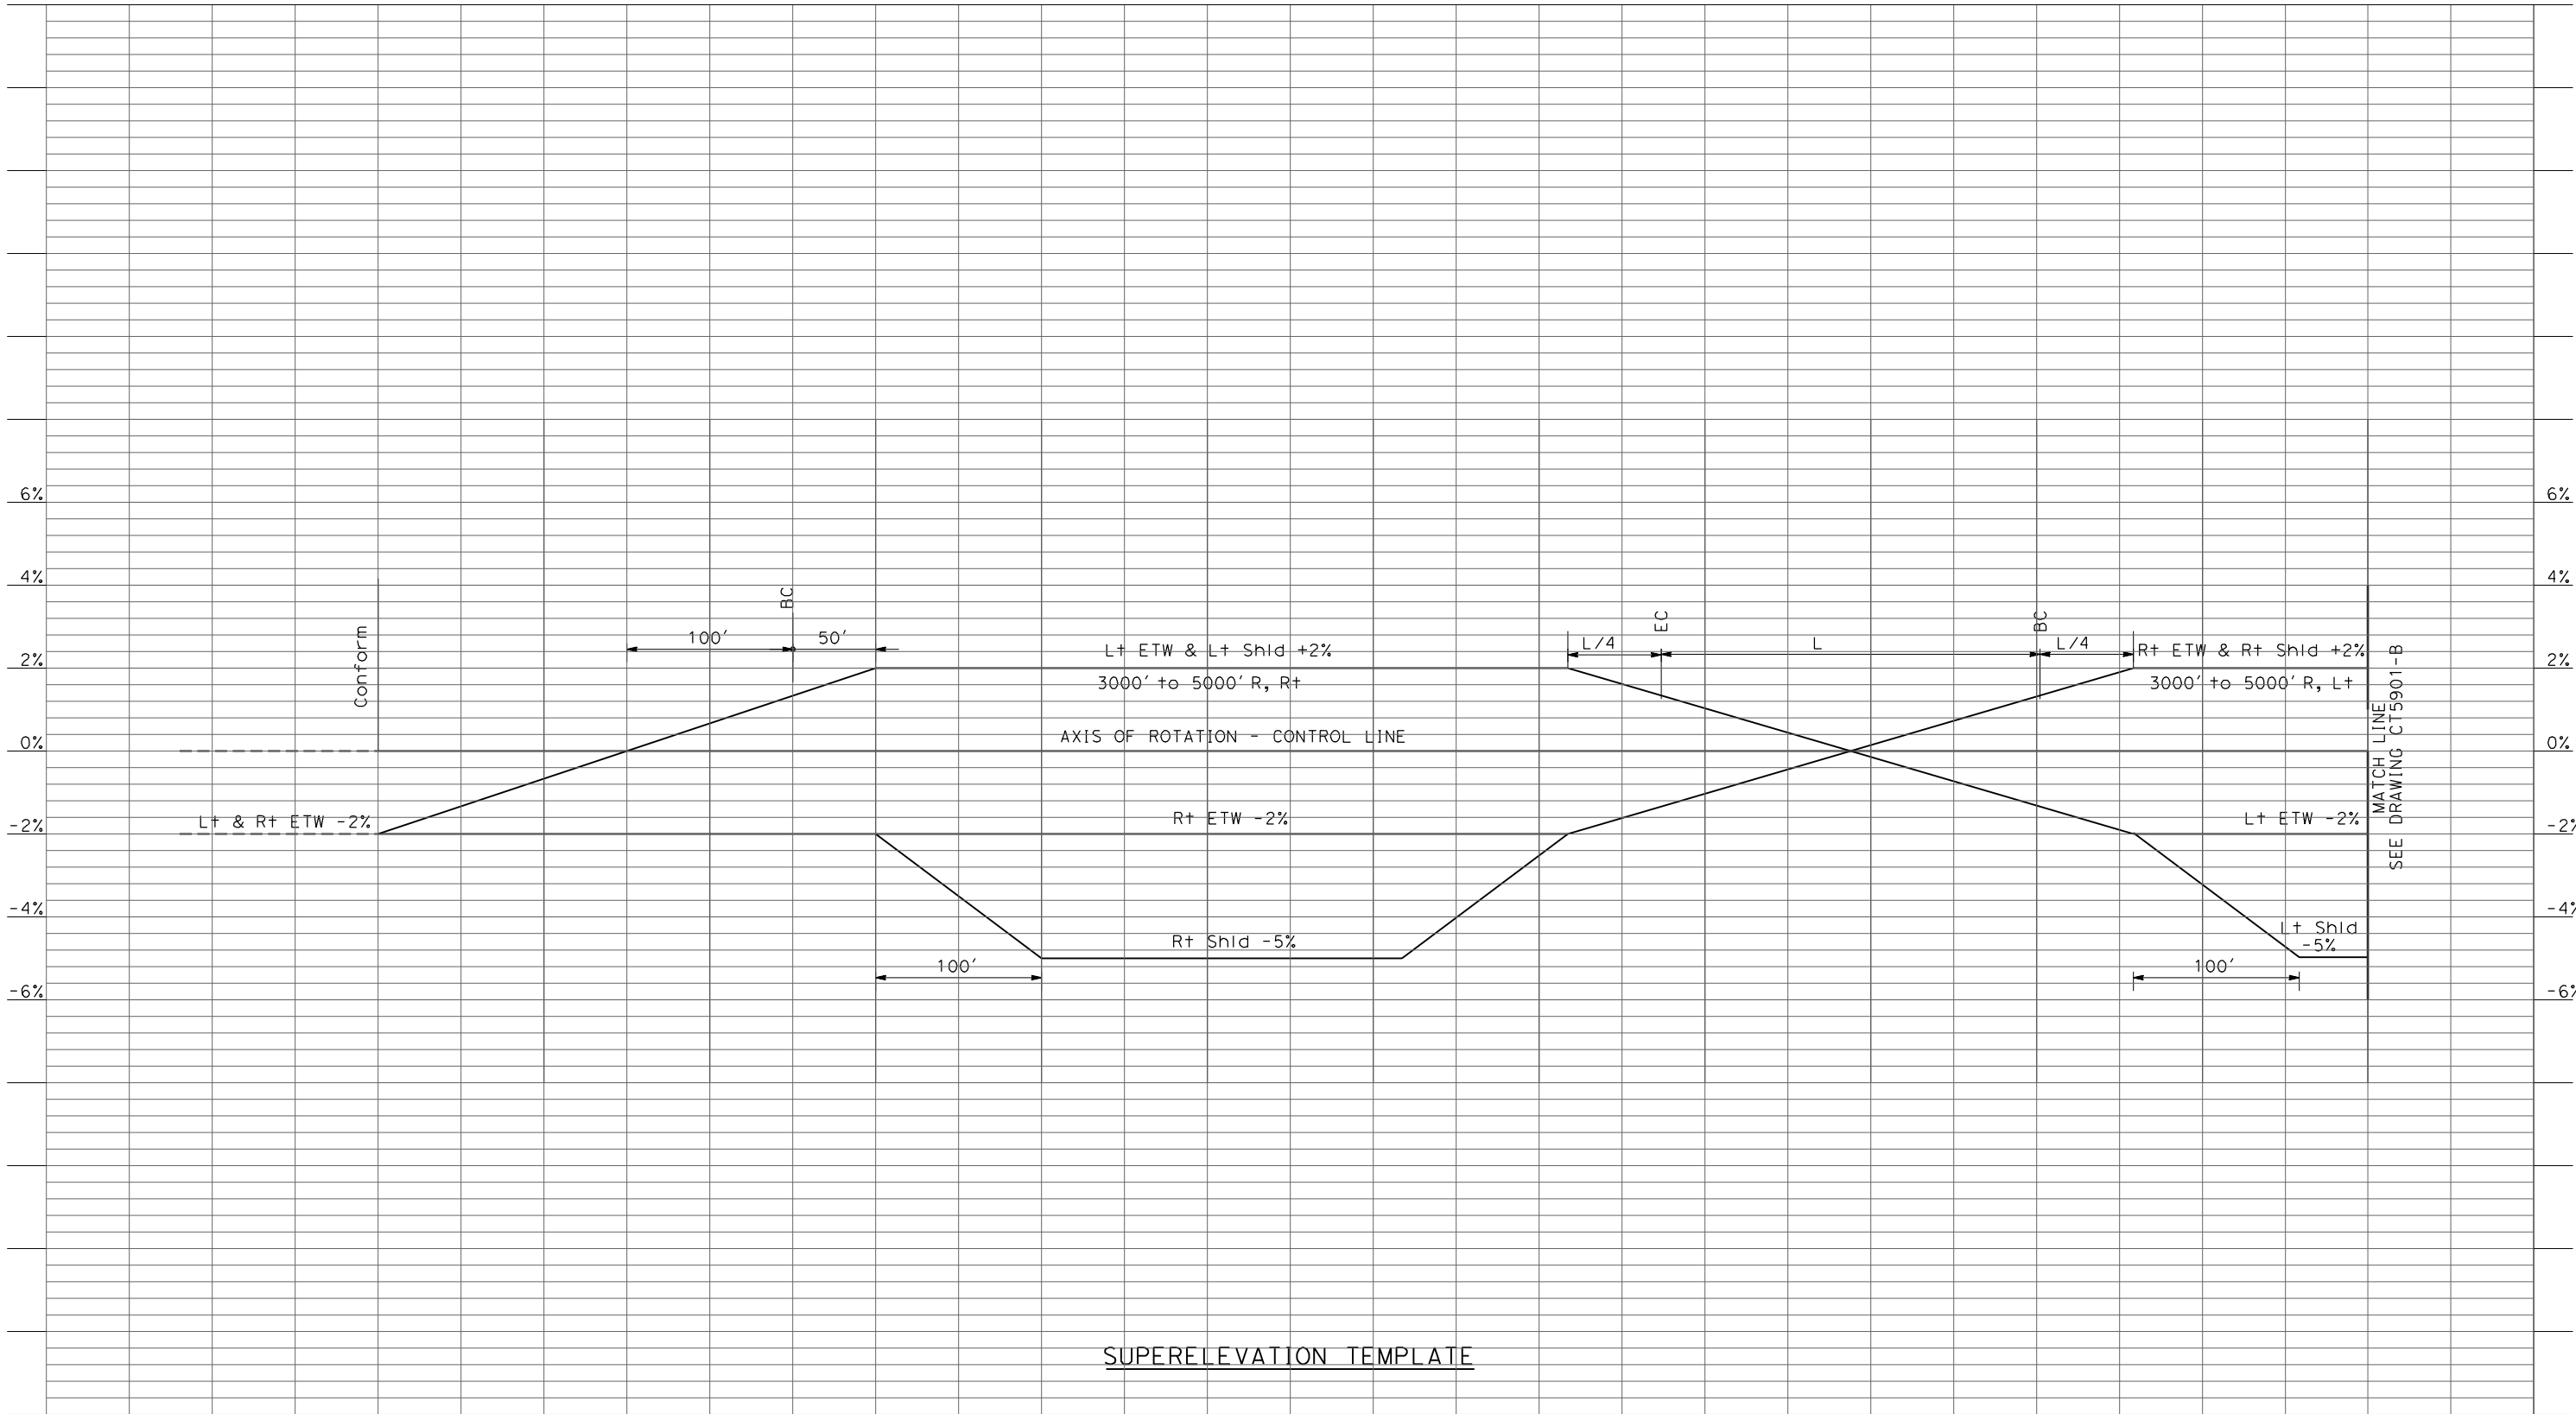 6%
6%
4%
4%
BC
EC
BC
Conform
100'
50'
L/4
L
L/4
Lt ETW & Lt Shld +2%
Rt ETW & Rt Shld +2%
2%
2%
3000' to 5000' R, Rt
3000' to 5000' R, Lt
AXIS OF ROTATION - CONTROL LINE
0%
0%
MATCH LINE
SEE DRAWING CT5901-B
Lt & Rt ETW -2%
Rt ETW -2%
Lt ETW -2%
-2%
-2%
-4%
-4%
Rt Shld -5%
Lt Shld
-5%
100'
100'
-6%
-6%
SUPERELEVATION TEMPLATE